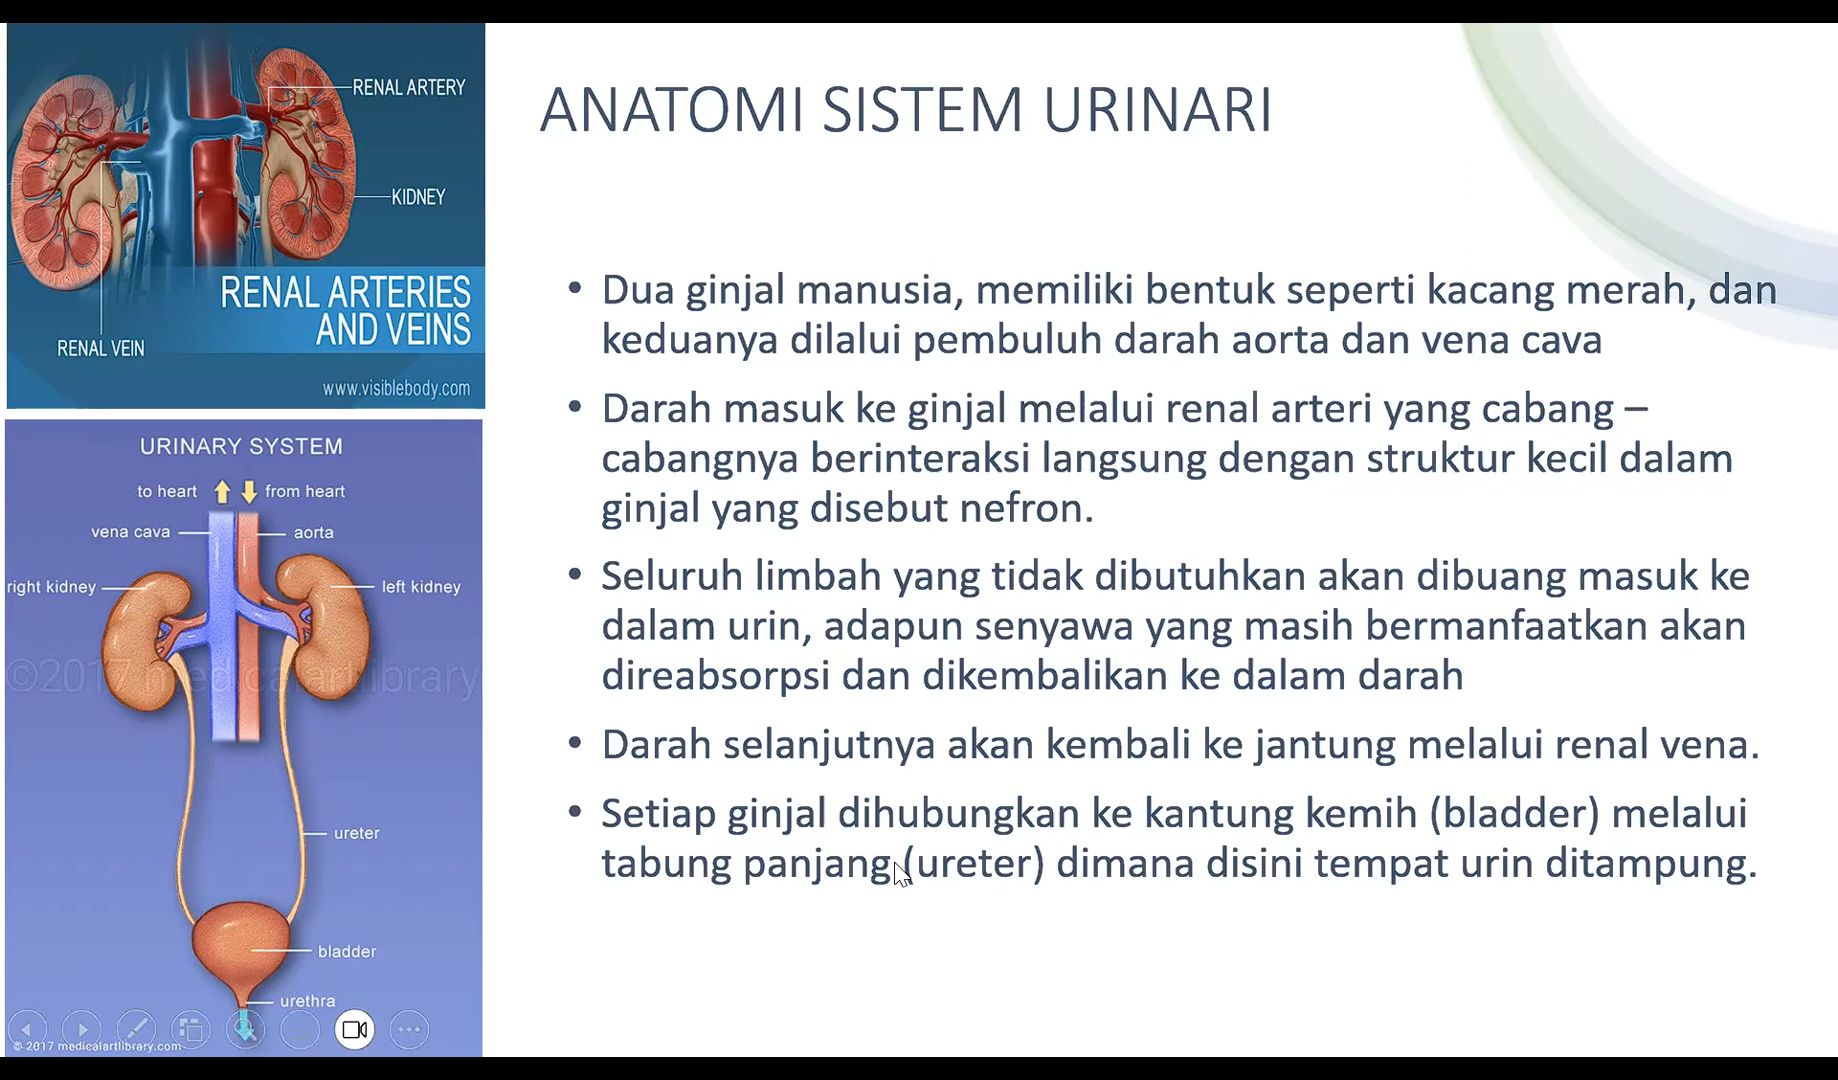 RENAL ARTERY
KIDNEY
RENAL ARTERIES
AND VEINS
RENAL VEIN
www.visiblebody.com
URINARY SYSTEM
to heart from heart
vena cava aorta
right kidney left kidney
©2017 medicalartlibrary
ureter
bladder
urethra
© 2017 medicalartlibrary.com
ANATOMI SISTEM URINARI
• Dua ginjal manusia, memiliki bentuk seperti kacang merah, dan
keduanya dilalui pembuluh darah aorta dan vena cava
• Darah masuk ke ginjal melalui renal arteri yang cabang –
cabangnya berinteraksi langsung dengan struktur kecil dalam
ginjal yang disebut nefron.
• Seluruh limbah yang tidak dibutuhkan akan dibuang masuk ke
dalam urin, adapun senyawa yang masih bermanfaatkan akan
direabsorpsi dan dikembalikan ke dalam darah
• Darah selanjutnya akan kembali ke jantung melalui renal vena.
• Setiap ginjal dihubungkan ke kantung kemih (bladder) melalui
tabung panjang (ureter) dimana disini tempat urin ditampung.